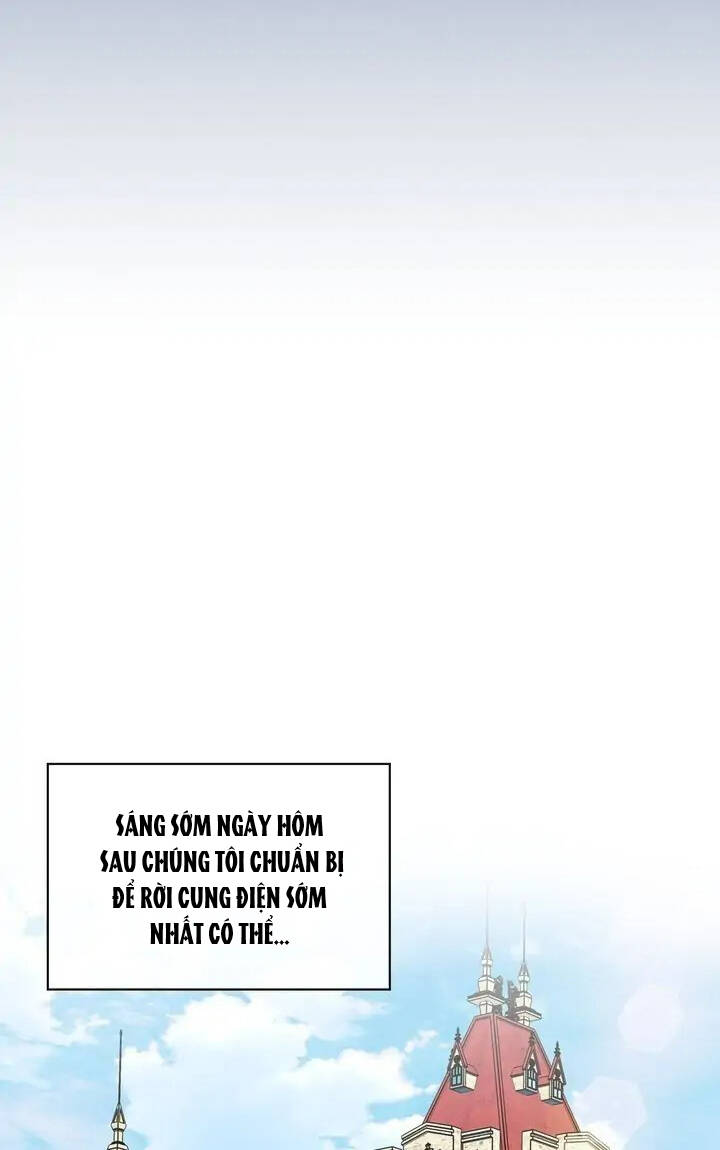 SÁNG SỚM NGÀY HÔM
SAU CHÚNG TÔI CHUẨN BỊ
ĐỂ RỜI CUNG ĐIỆN SỚM
NHẤT CÓ THỂ...